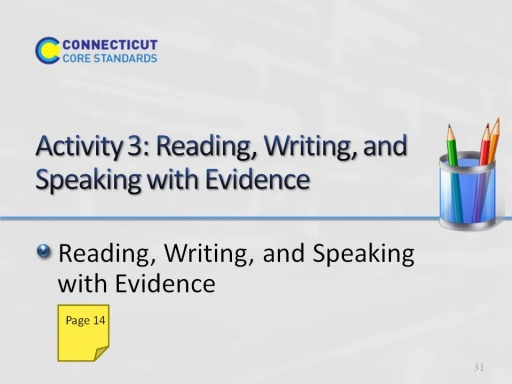 CONNECTICUT
CORE STANDARDS
Activity 3: Reading, Writing, and
Speaking with Evidence
Reading, Writing, and Speaking
with Evidence
Page 14
31